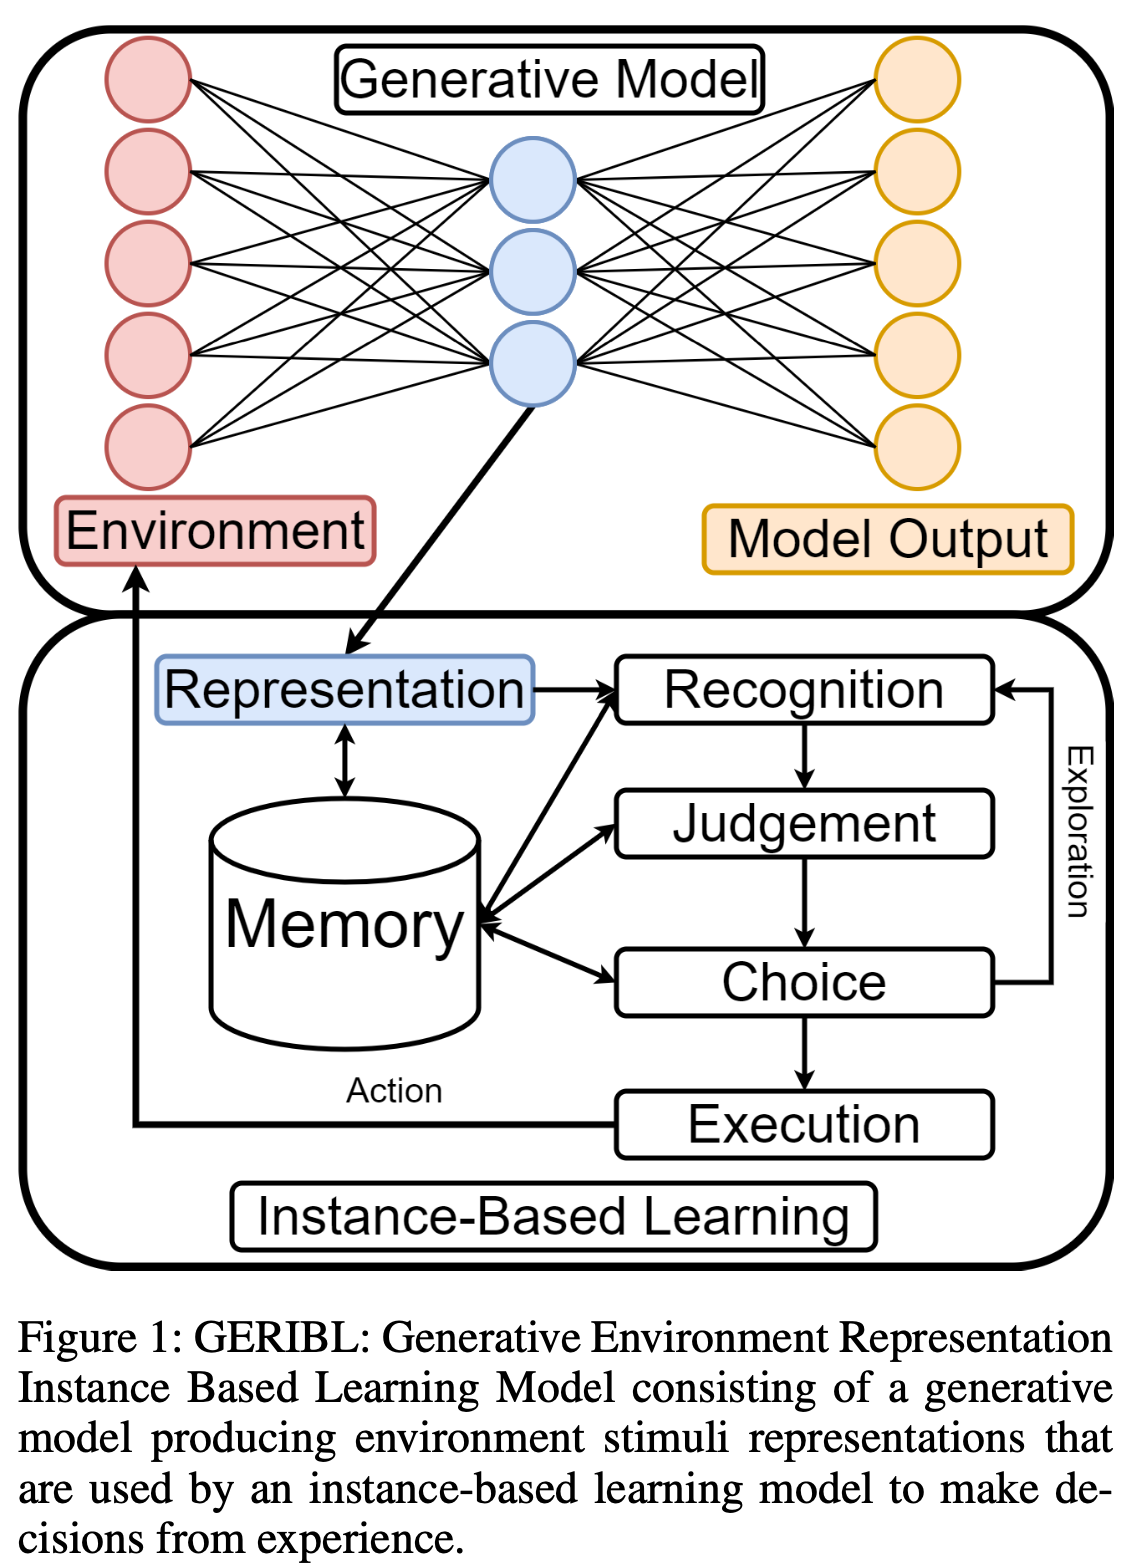 Generative Model
Environment
Model Output
Representation
Recognition
Judgement
Exploration
Memory
Choice
Action
Execution
Instance-Based Learning
Figure 1: GERIBL: Generative Environment Representation
Instance Based Learning Model consisting of a generative
model producing environment stimuli representations that
are used by an instance-based learning model to make de-
cisions from experience.